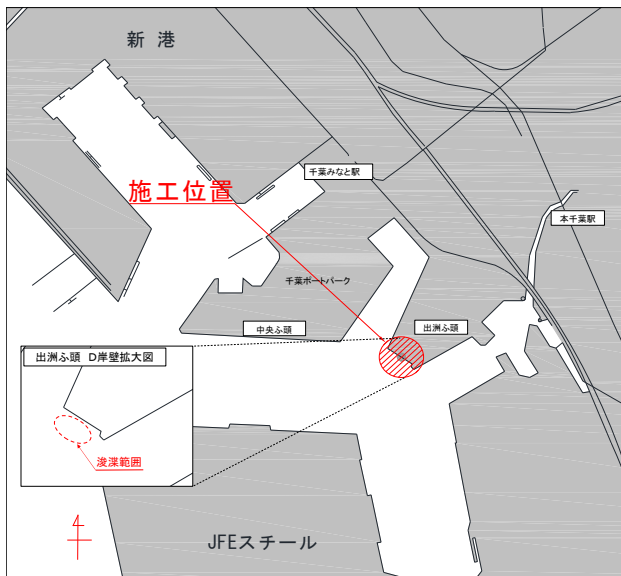 新 港
千葉みなと駅
施工位置
本千葉駅
千葉ポートパーク
中央ふ頭
出洲ふ頭
出洲ふ頭 D岸壁拡大図
浚渫範囲
4
JFEスチール